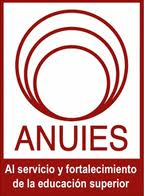 ANUIES
Al servicio y fortalecimiento
de la educación superior